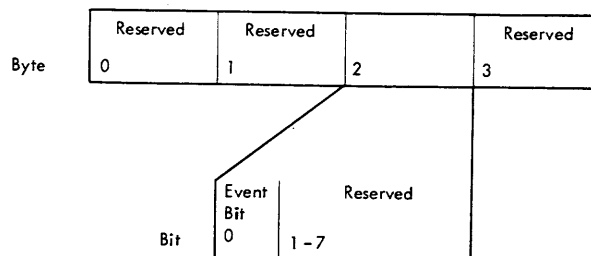 Reserved Reserved Reserved
Byte 0 1 2 3
Event Reserved
Bit
Bit 0 1-7